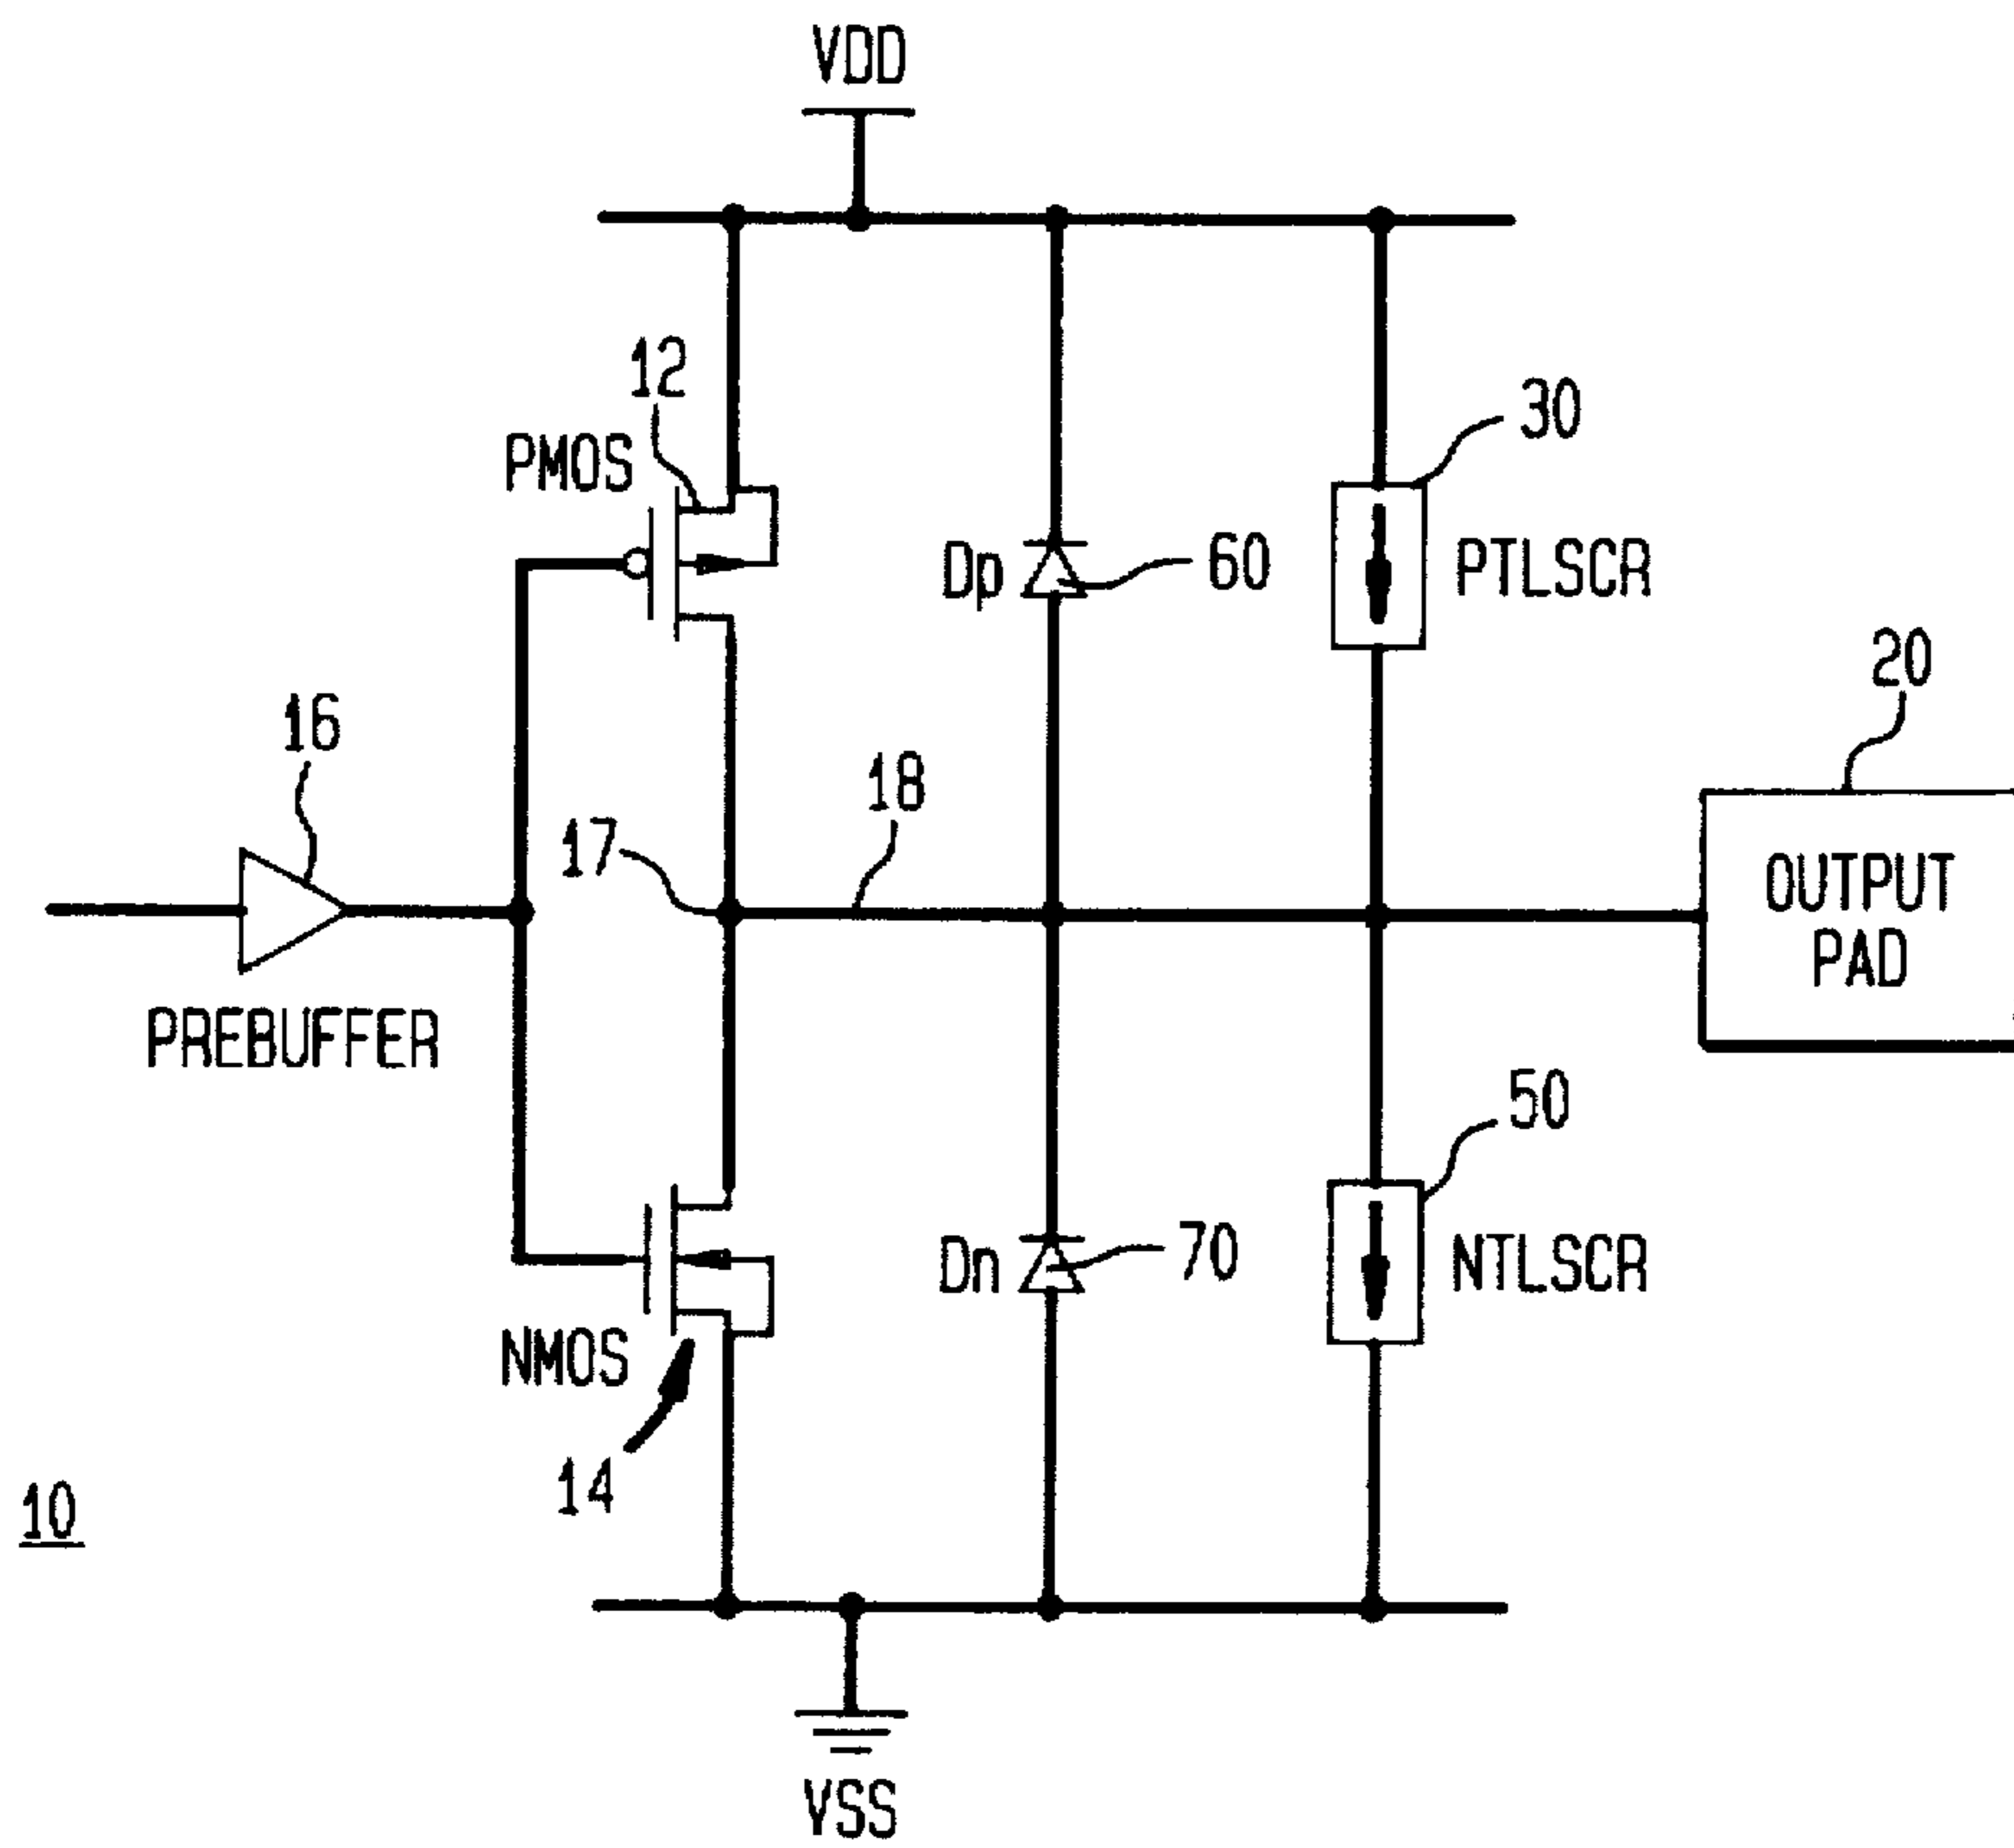 VDD
12
PMOS
30
Dp
60
PTLSCR
20
16
18
17
OUTPUT
PAD
PREBUFFER
50
Dn
70
NTLSCR
NMOS
14
10
VSS